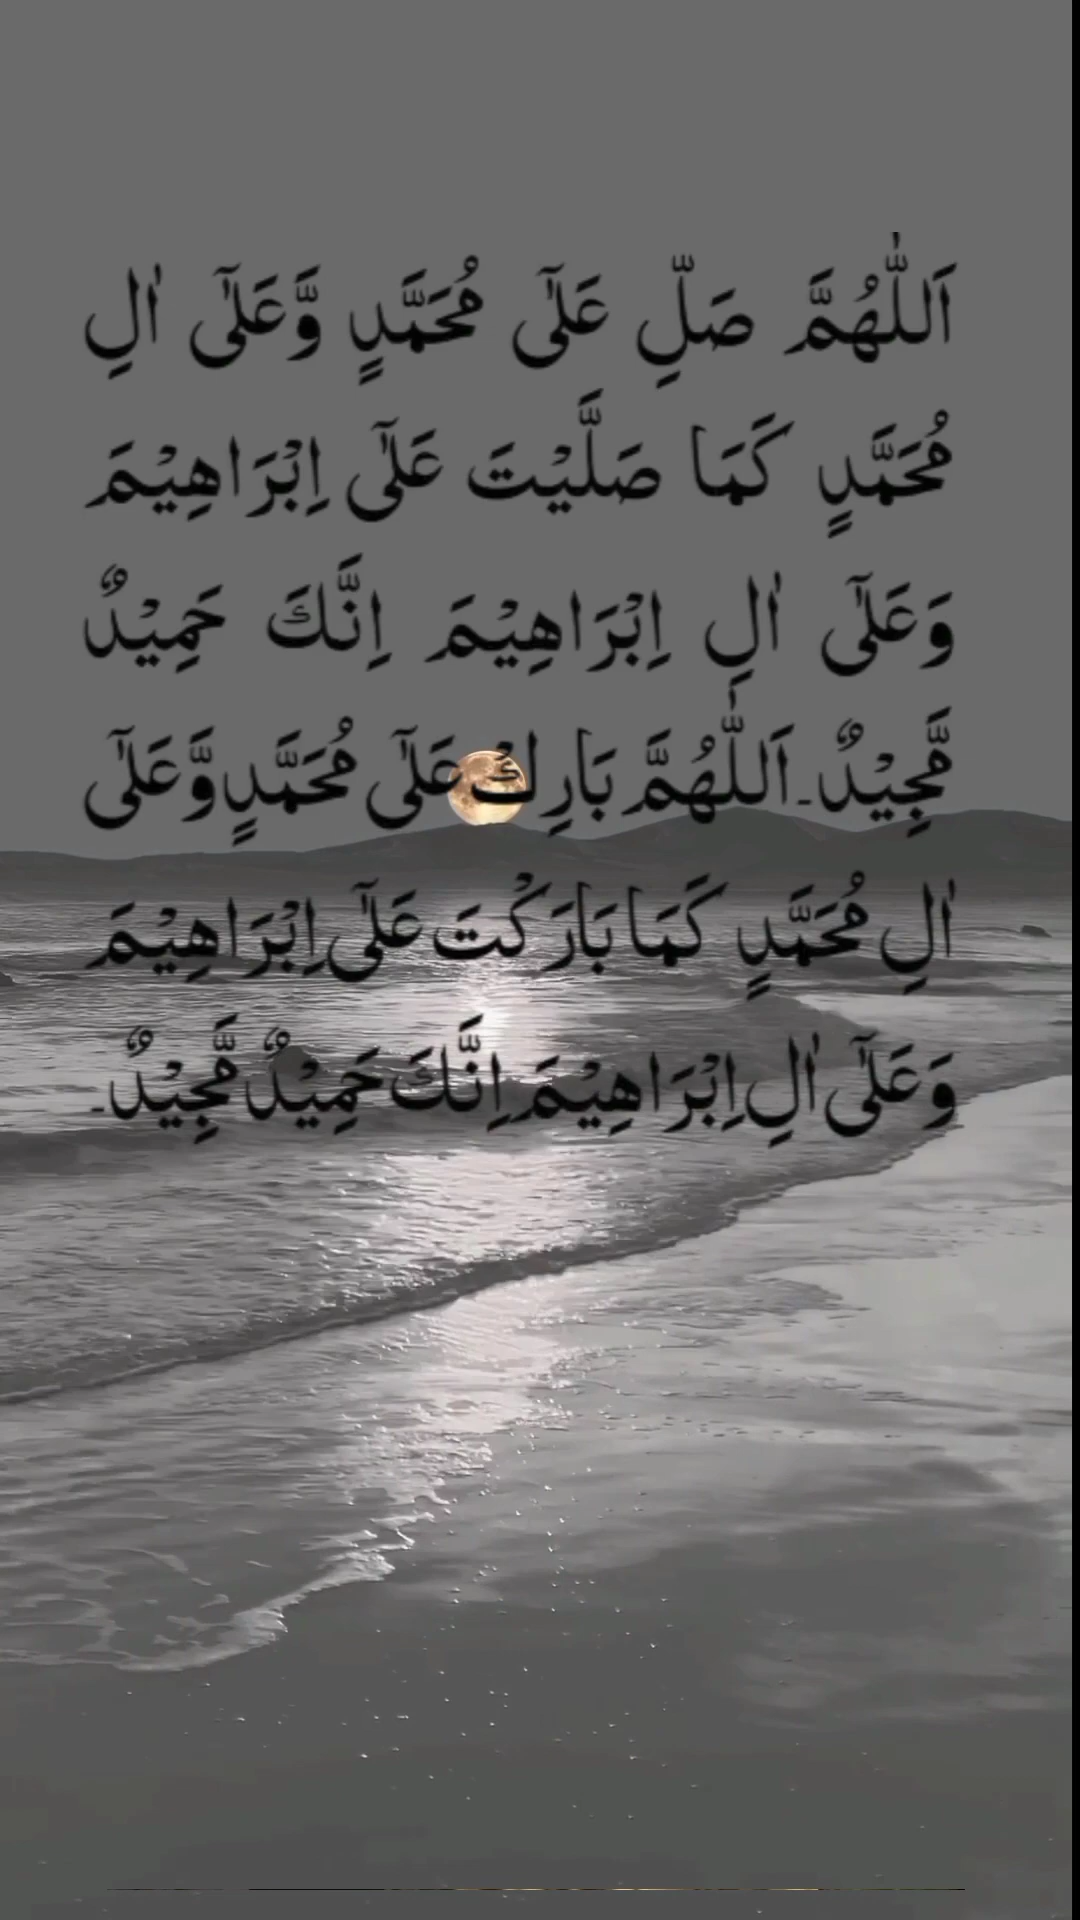 اَللّٰهُمَّ صَلِّ عَلٰٓى مُحَمَّدٍ وَّعَلٰٓى اٰلِ
مُحَمَّدٍ كَمَا صَلَّيْتَ عَلٰٓى اِبْرَاهِيْمَ
وَعَلٰٓى اٰلِ اِبْرَاهِيْمَ اِنَّكَ حَمِيْدٌ
مَّجِيْدٌ۔ اَللّٰهُمَّ بَارِكْ عَلٰٓى مُحَمَّدٍ وَّعَلٰٓى
اٰلِ مُحَمَّدٍ كَمَا بَارَكْتَ عَلٰٓى اِبْرَاهِيْمَ
وَعَلٰٓى اٰلِ اِبْرَاهِيْمَ اِنَّكَ حَمِيْدٌ مَّجِيْدٌ۔